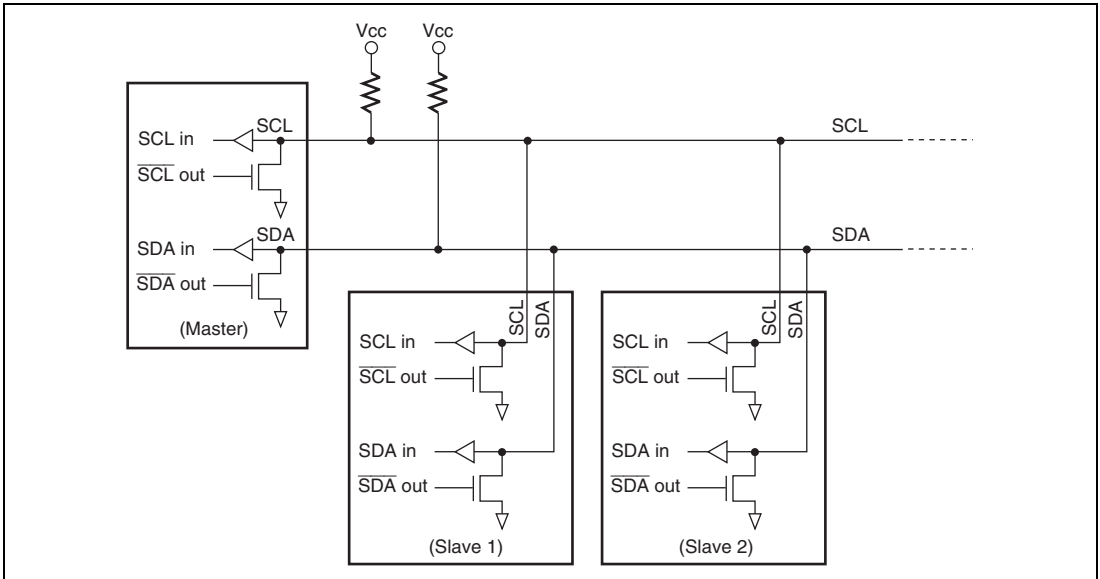 Vcc Vcc
SCL in
SCL
SCL
SCL out
SDA in
SDA
SDA
SDA out
(Master)
SCL
SDA
SCL
SDA
SCL in
SCL in
SCL out
SCL out
SDA in
SDA in
SDA out
SDA out
(Slave 1)
(Slave 2)